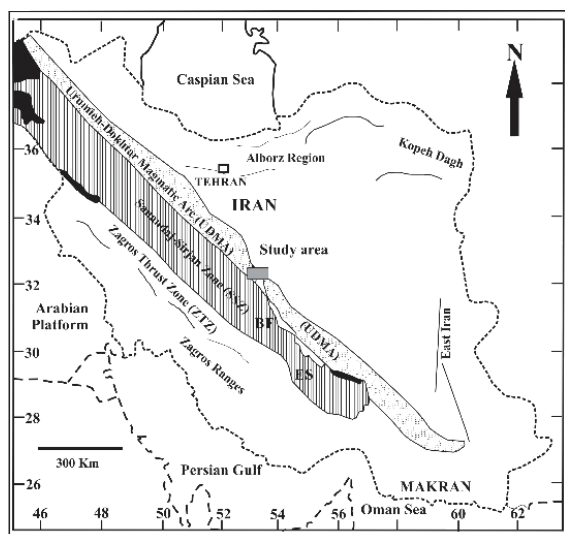 Caspian Sea
N
Urumieh-Dokhtar Magmatic Arc (UDMA)
Kopeh Dagh
Alborz Region
TEHRAN
IRAN
Sanandaj-Sirjan Zone (SSZ)
Study area
Zagros Thrust Zone (ZTZ)
Arabian
Platform
BF
(UDMA)
East Iran
Zagros Ranges
ES
300 Km
Persian Gulf
MAKRAN
Oman Sea
36
34
32
30
28
26
46
48
50
52
54
56
58
60
62